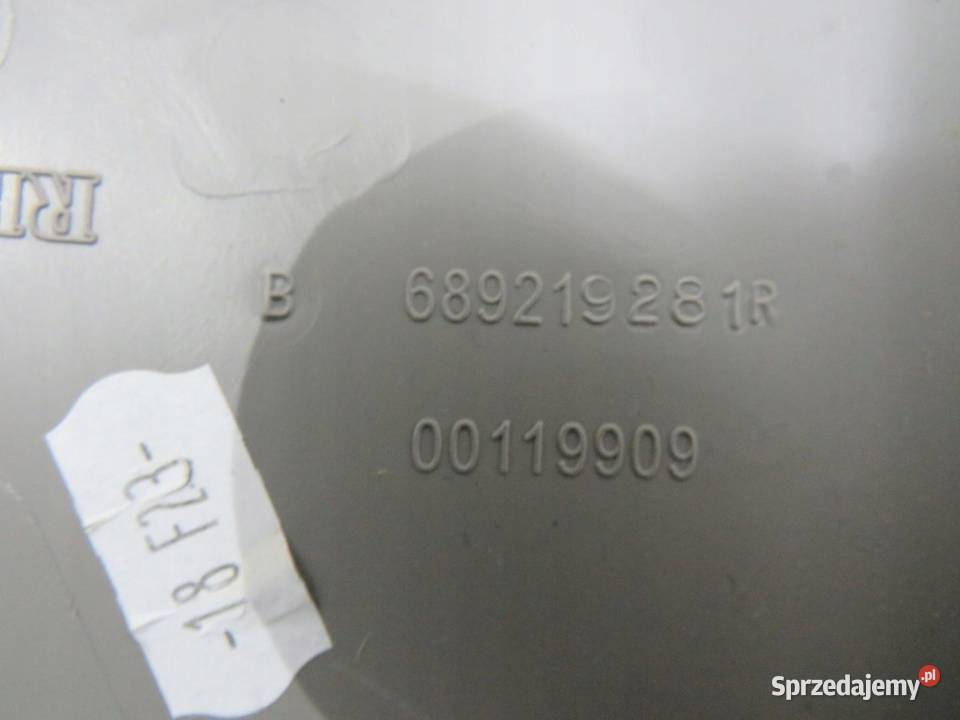 B 689219281R
00119909
-18 F23-
Sprzedajemy.pl